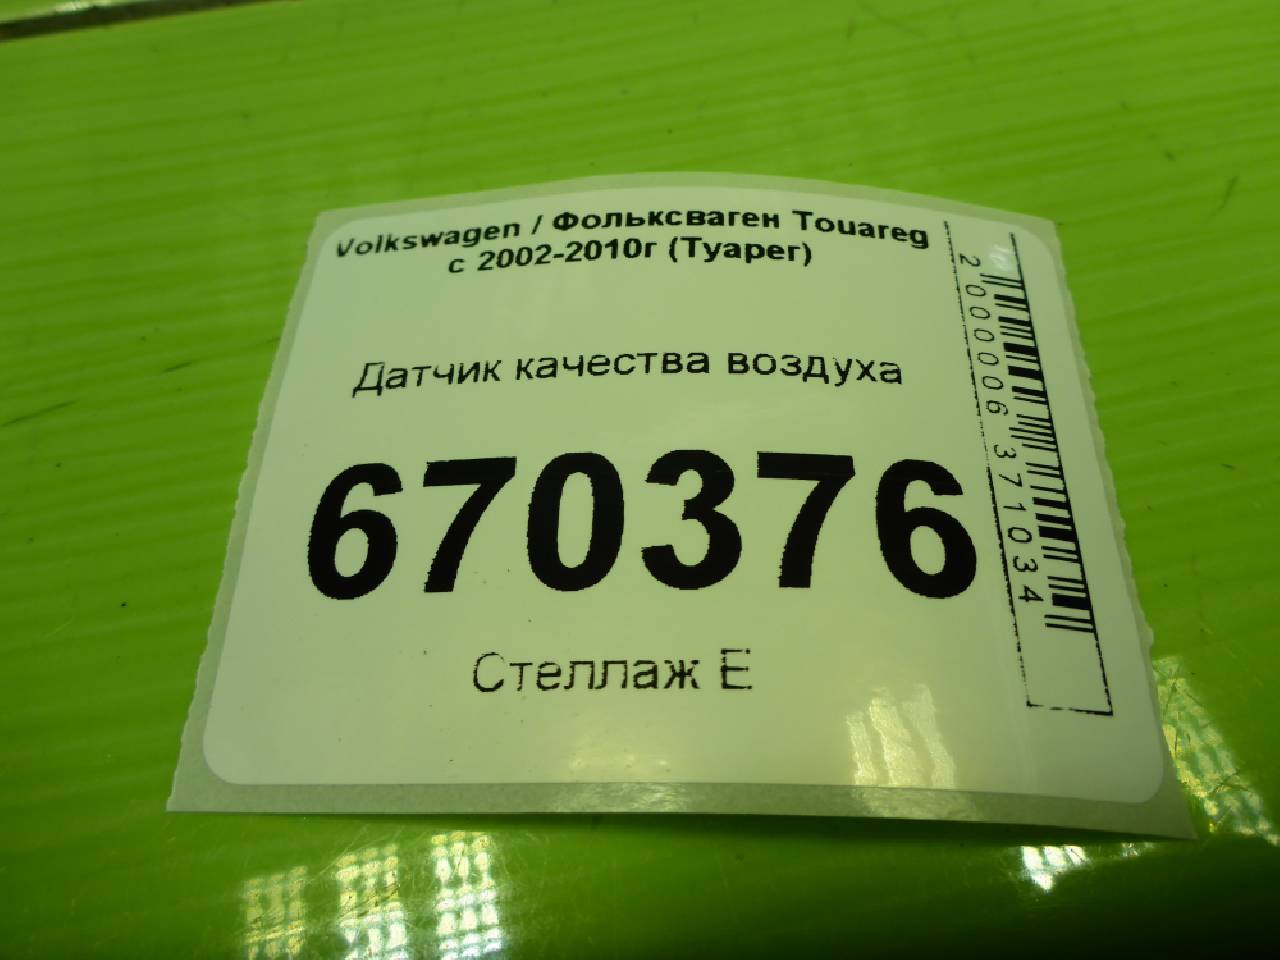 Volkswagen / Фольксваген Touareg
с 2002-2010г (Туарег)
Датчик качества воздуха
670376
Стеллаж Е
2000006371034